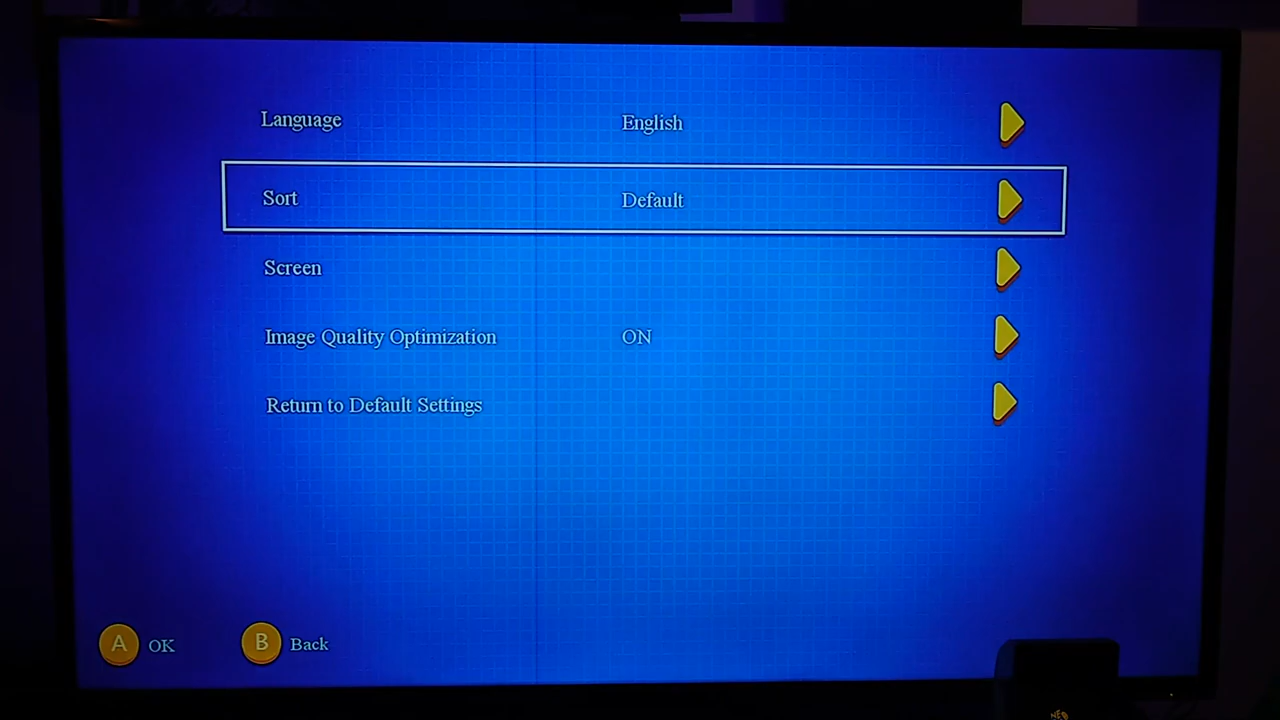 Language English
Sort Default
Screen
Image Quality Optimization ON
Return to Default Settings
A OK B Back